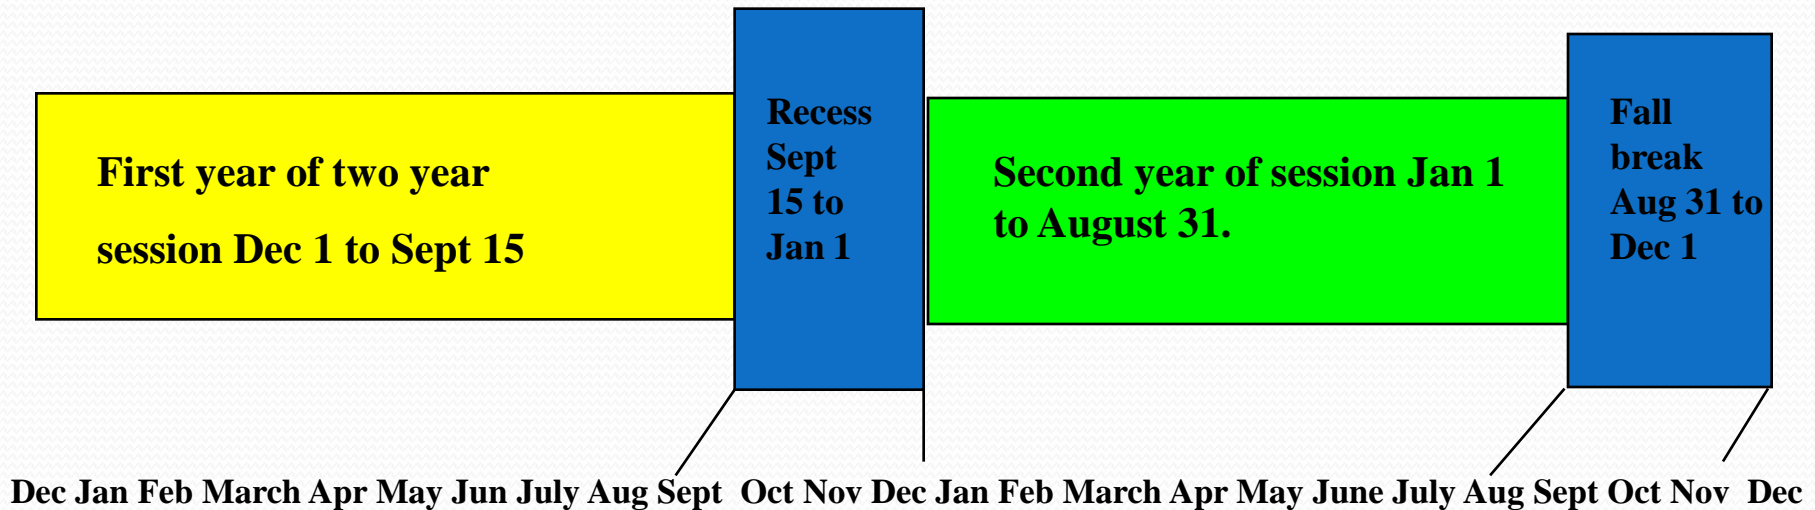 First year of two year
session Dec 1 to Sept 15
Recess
Sept
15 to
Jan 1
Second year of session Jan 1
to August 31.
Fall
break
Aug 31 to
Dec 1
Dec Jan Feb March Apr May Jun July Aug Sept Oct Nov Dec Jan Feb March Apr May June July Aug Sept Oct Nov Dec